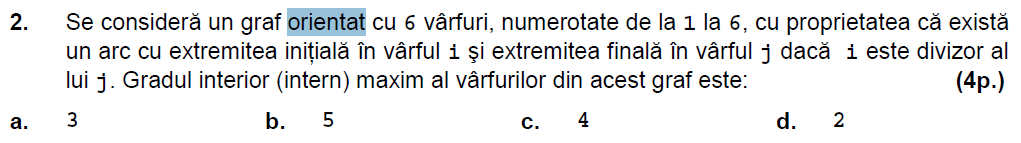 2. Se consideră un graf orientat cu 6 vârfuri, numerotate de la 1 la 6, cu proprietatea că există
un arc cu extremitea iniţială în vârful i şi extremitea finală în vârful j dacă i este divizor al
lui j. Gradul interior (intern) maxim al vârfurilor din acest graf este: (4p.)
a. 3 b. 5 c. 4 d. 2